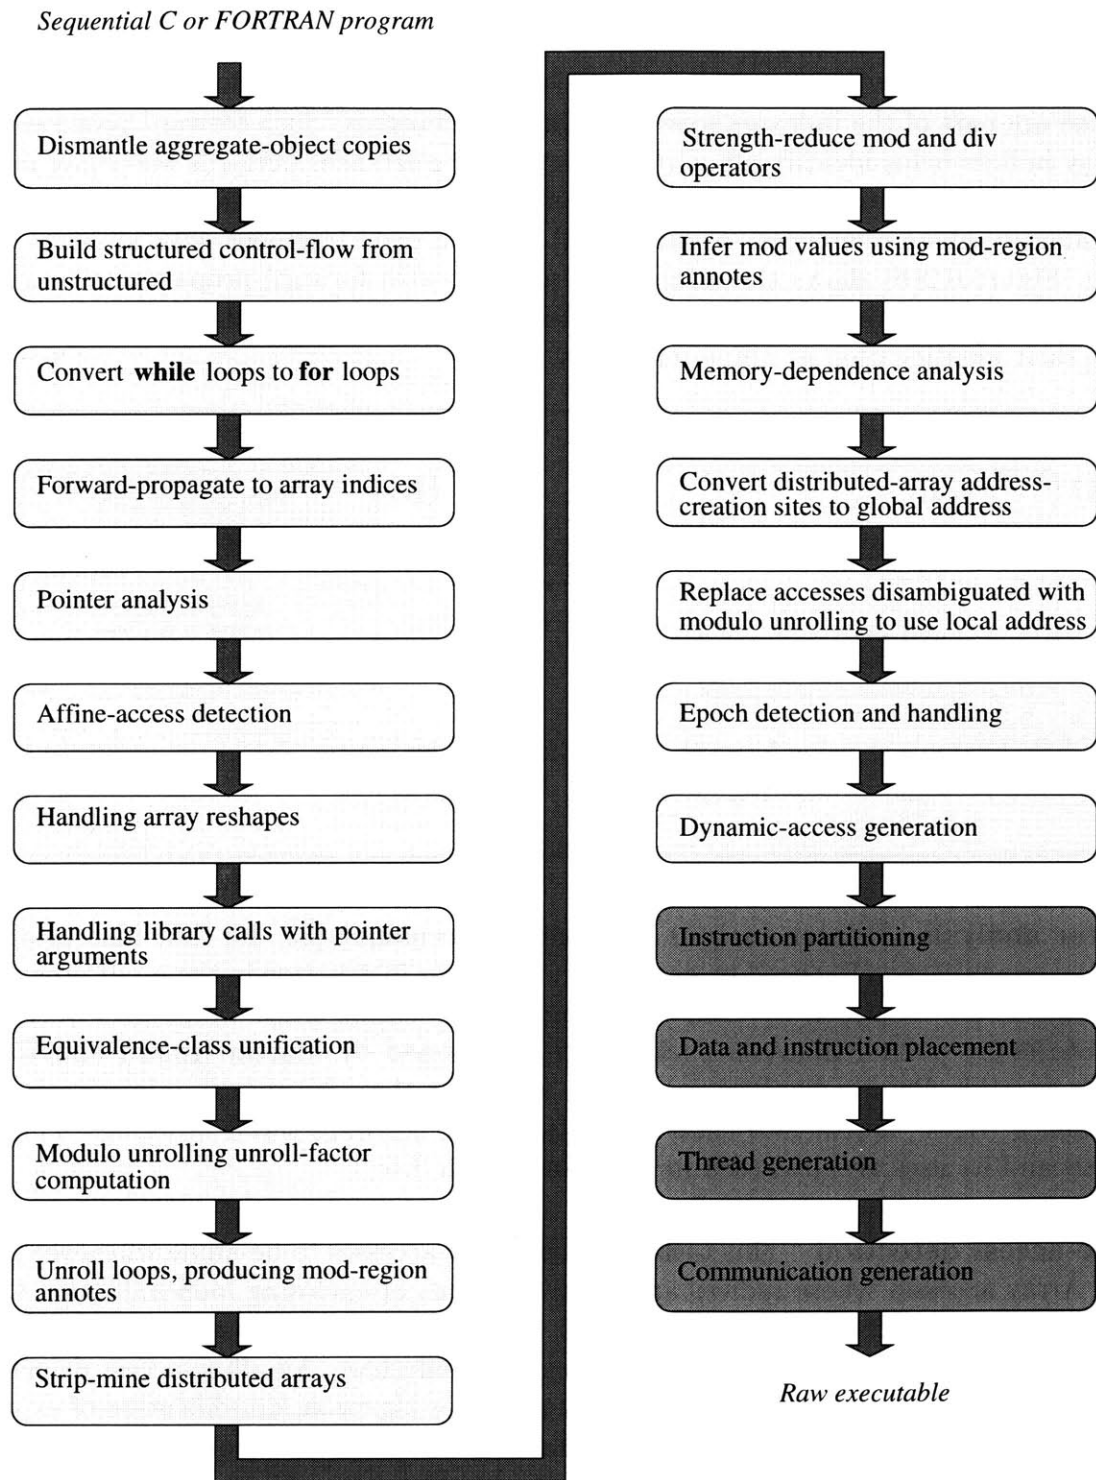 Sequential C or FORTRAN program
Dismantle aggregate-object copies
Build structured control-flow from
unstructured
Convert while loops to for loops
Forward-propagate to array indices
Pointer analysis
Affine-access detection
Handling array reshapes
Handling library calls with pointer
arguments
Equivalence-class unification
Modulo unrolling unroll-factor
computation
Unroll loops, producing mod-region
annotes
Strip-mine distributed arrays
Strength-reduce mod and div
operators
Infer mod values using mod-region
annotes
Memory-dependence analysis
Convert distributed-array address-
creation sites to global address
Replace accesses disambiguated with
modulo unrolling to use local address
Epoch detection and handling
Dynamic-access generation
Instruction partitioning
Data and instruction placement
Thread generation
Communication generation
Raw executable